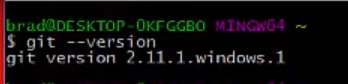 brad@DESKTOP-0KFGGBO MINGW64 ~
$ git --version
git version 2.11.1.windows.1